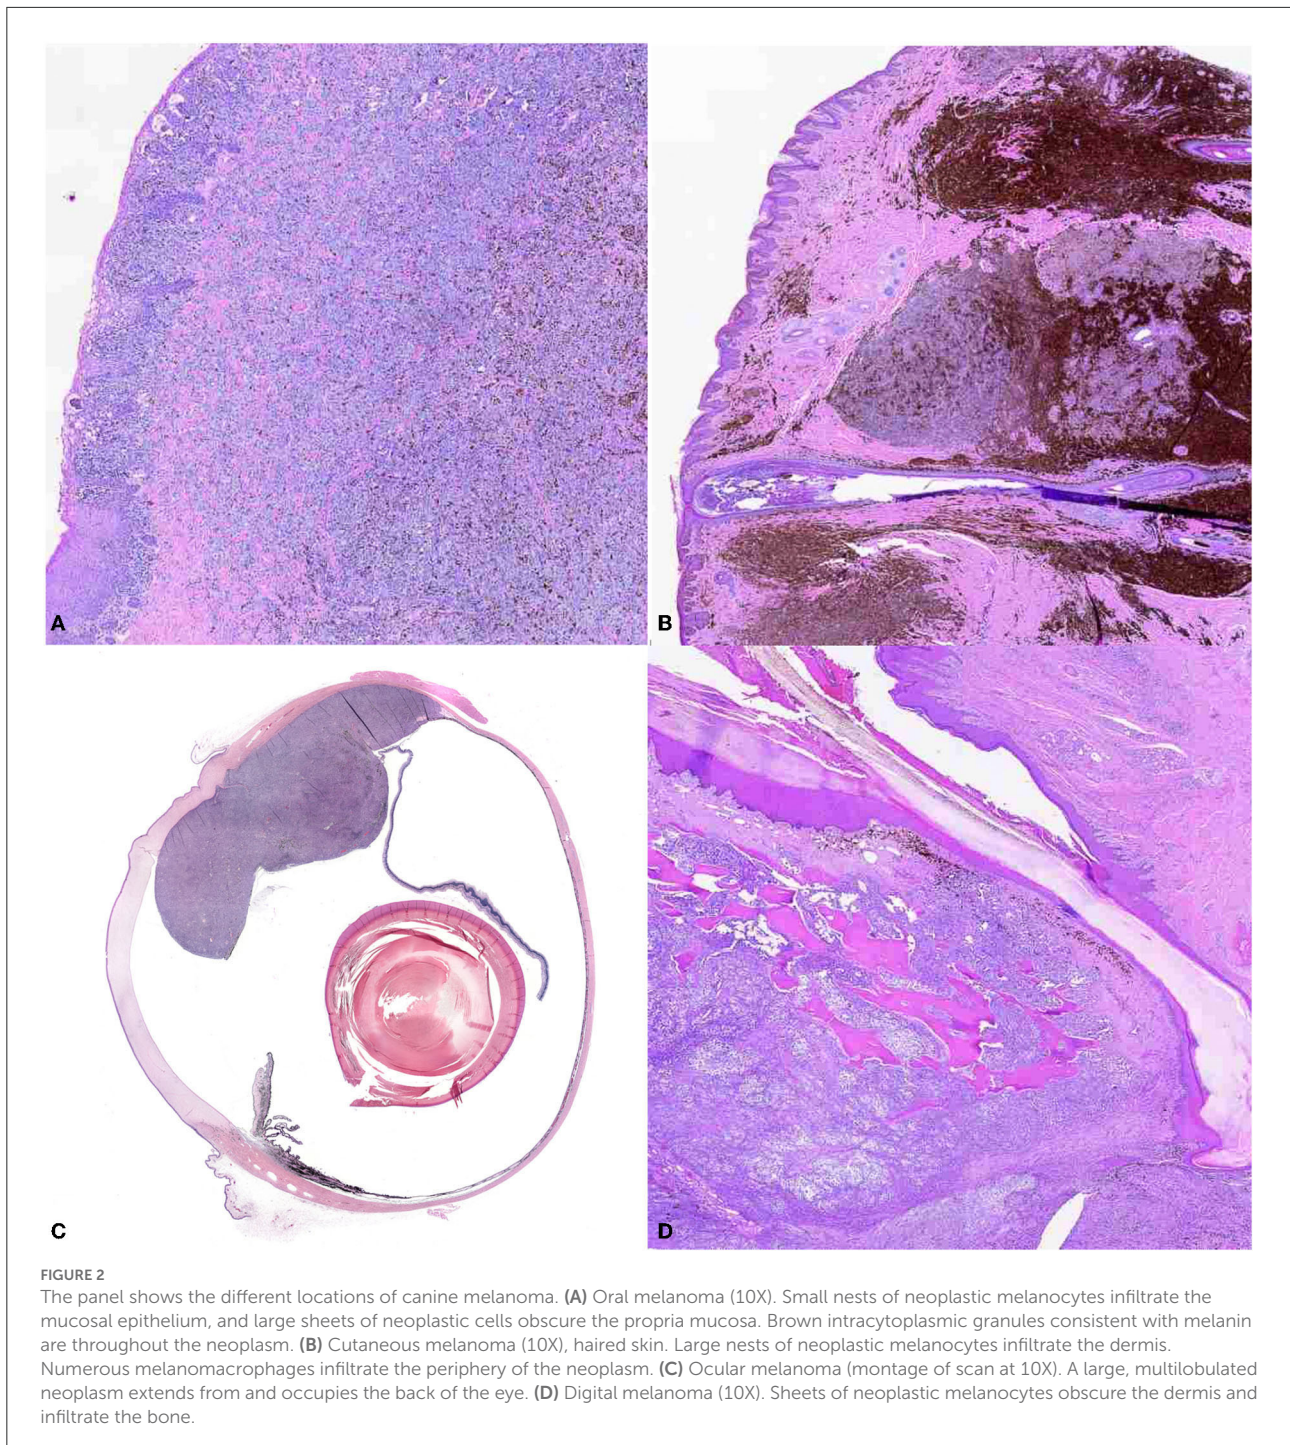 A
B
C
D
FIGURE 2
The panel shows the different locations of canine melanoma. (A) Oral melanoma (10X). Small nests of neoplastic melanocytes infiltrate the
mucosal epithelium, and large sheets of neoplastic cells obscure the propria mucosa. Brown intracytoplasmic granules consistent with melanin
are throughout the neoplasm. (B) Cutaneous melanoma (10X), haired skin. Large nests of neoplastic melanocytes infiltrate the dermis.
Numerous melanomacrophages infiltrate the periphery of the neoplasm. (C) Ocular melanoma (montage of scan at 10X). A large, multilobulated
neoplasm extends from and occupies the back of the eye. (D) Digital melanoma (10X). Sheets of neoplastic melanocytes obscure the dermis and
infiltrate the bone.